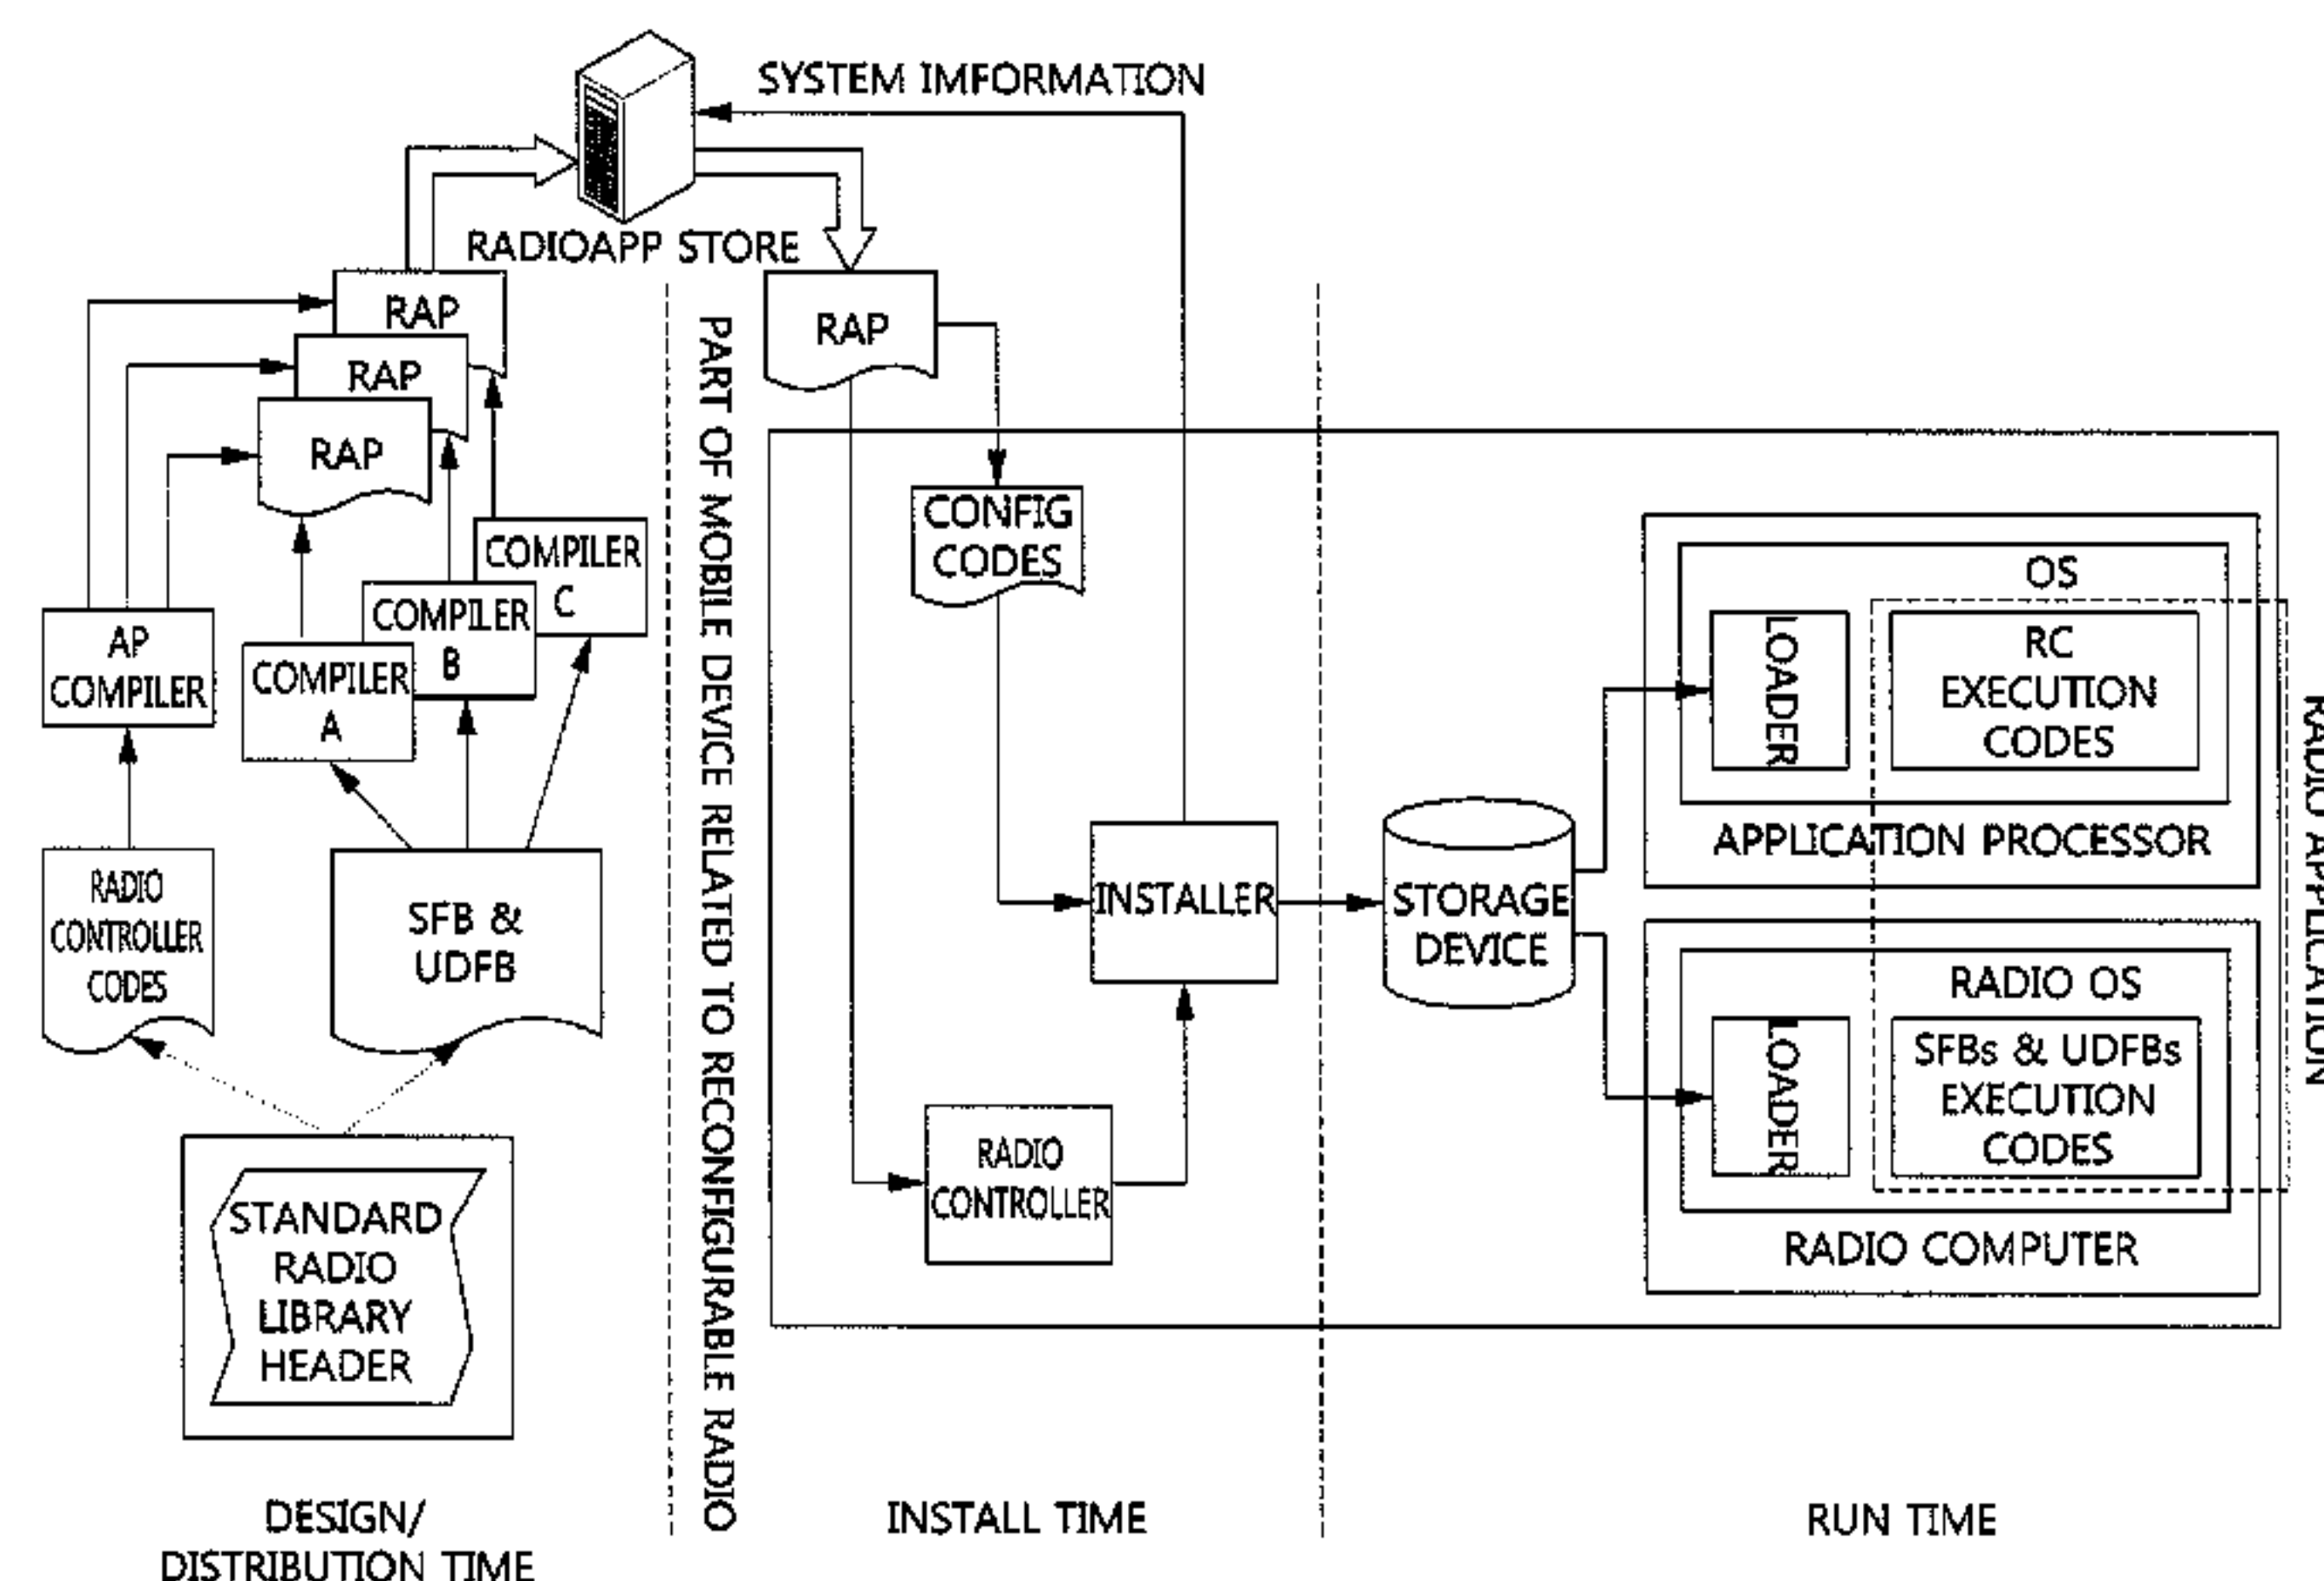 SYSTEM IMFORMATION
RADIOAPP STORE
RAP
RAP
RAP
RAP
PART OF MOBILE DEVICE RELATED TO RECONFIGURABLE RADIO
CONFIG
CODES
COMPILER
C
COMPILER
B
COMPILER
A
AP
COMPILER
RADIO
CONTROLLER
CODES
SFB &
UDFB
STANDARD
RADIO
LIBRARY
HEADER
INSTALLER
RADIO
CONTROLLER
STORAGE
DEVICE
OS
LOADER
RC
EXECUTION
CODES
APPLICATION PROCESSOR
RADIO OS
LOADER
SFBs & UDFBs
EXECUTION
CODES
RADIO COMPUTER
RADIO APPLICATION
DESIGN/
DISTRIBUTION TIME
INSTALL TIME
RUN TIME